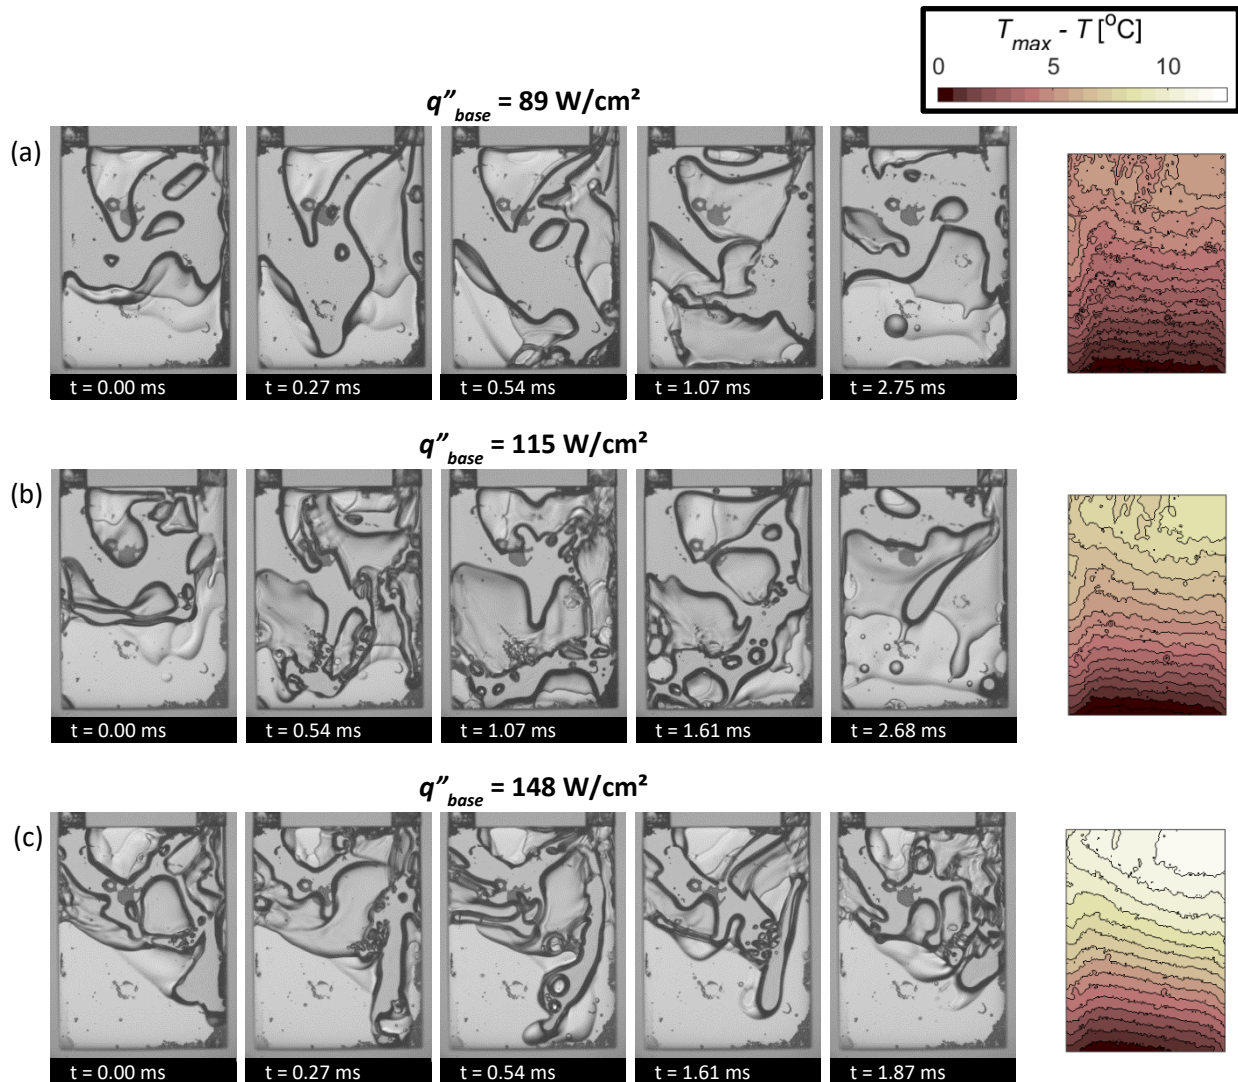 T_max - T [°C]
0 5 10
q″_base = 89 W/cm²
(a)
t = 0.00 ms t = 0.27 ms t = 0.54 ms t = 1.07 ms t = 2.75 ms
q″_base = 115 W/cm²
(b)
t = 0.00 ms t = 0.54 ms t = 1.07 ms t = 1.61 ms t = 2.68 ms
q″_base = 148 W/cm²
(c)
t = 0.00 ms t = 0.27 ms t = 0.54 ms t = 1.61 ms t = 1.87 ms